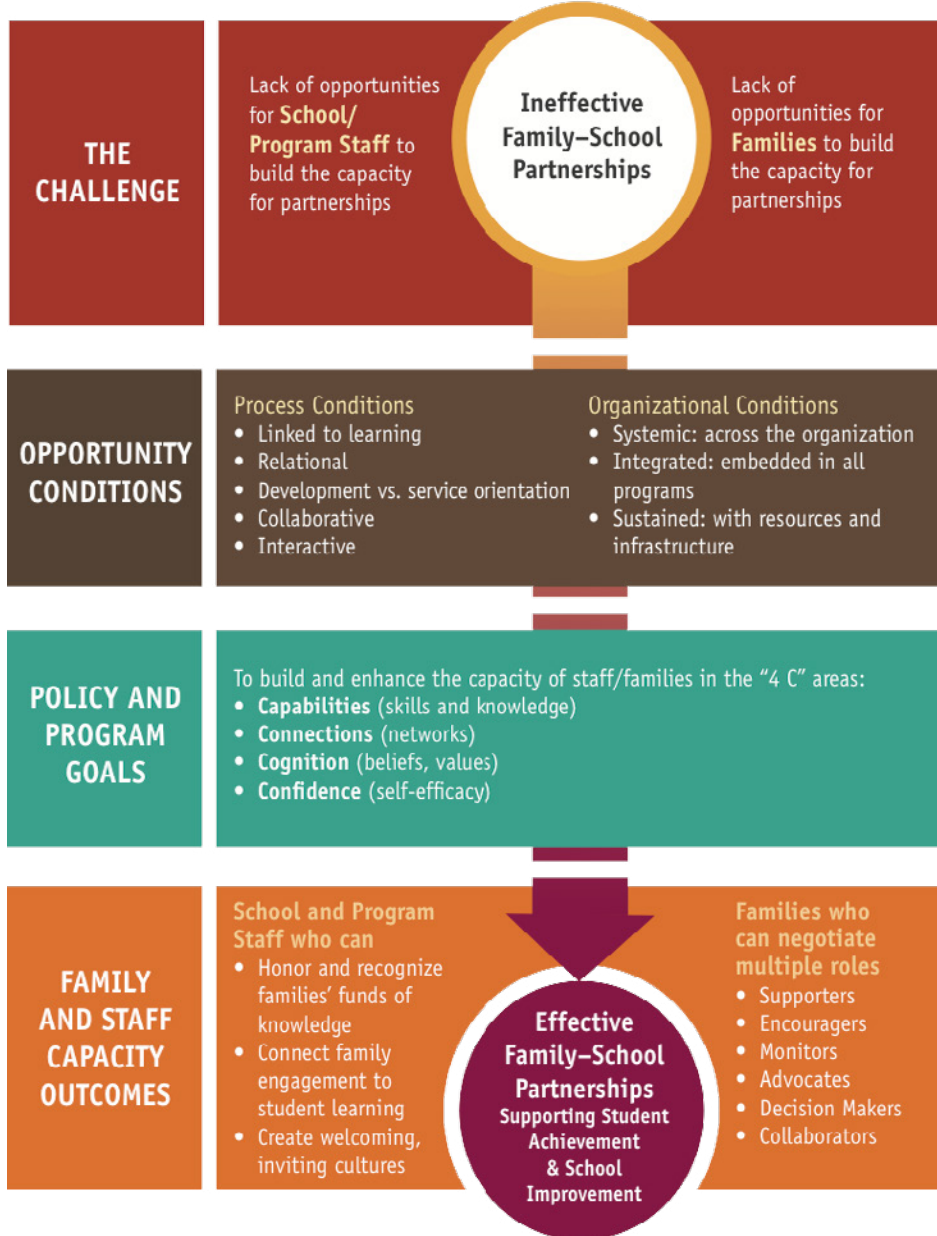 THE
CHALLENGE
Lack of opportunities
for School/
Program Staff to
build the capacity
for partnerships
Ineffective
Family–School
Partnerships
Lack of
opportunities for
Families to build
the capacity for
partnerships
OPPORTUNITY
CONDITIONS
Process Conditions
• Linked to learning
• Relational
• Development vs. service orientation
• Collaborative
• Interactive
Organizational Conditions
• Systemic: across the organization
• Integrated: embedded in all
programs
• Sustained: with resources and
infrastructure
POLICY AND
PROGRAM
GOALS
To build and enhance the capacity of staff/families in the “4 C” areas:
• Capabilities (skills and knowledge)
• Connections (networks)
• Cognition (beliefs, values)
• Confidence (self-efficacy)
FAMILY
AND STAFF
CAPACITY
OUTCOMES
School and Program
Staff who can
• Honor and recognize
families’ funds of
knowledge
• Connect family
engagement to
student learning
• Create welcoming,
inviting cultures
Effective
Family–School
Partnerships
Supporting Student
Achievement
& School
Improvement
Families who
can negotiate
multiple roles
• Supporters
• Encouragers
• Monitors
• Advocates
• Decision Makers
• Collaborators